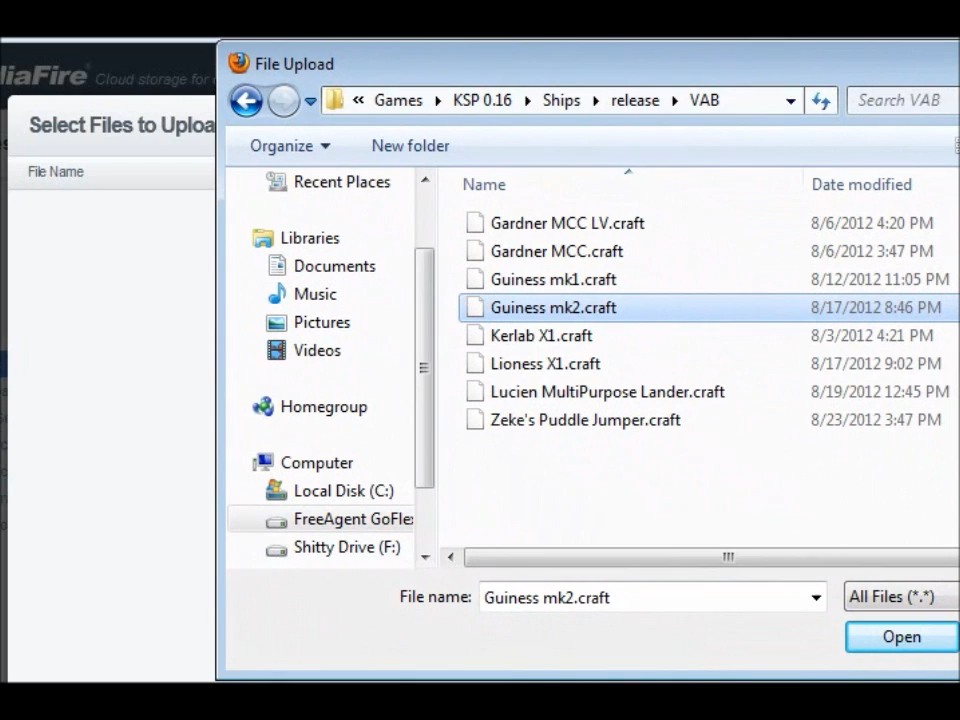 File Upload
iaFire® Cloud storage for
« Games KSP 0.16 Ships release VAB Search VAB
Select Files to Uploa
Organize New folder
File Name
Recent Places
Libraries
Documents
Music
Pictures
Videos
Homegroup
Computer
Local Disk (C:)
FreeAgent GoFlex
Shitty Drive (F:)
Name Date modified
Gardner MCC LV.craft 8/6/2012 4:20 PM
Gardner MCC.craft 8/6/2012 3:47 PM
Guiness mk1.craft 8/12/2012 11:05 PM
Guiness mk2.craft 8/17/2012 8:46 PM
Kerlab X1.craft 8/3/2012 4:21 PM
Lioness X1.craft 8/17/2012 9:02 PM
Lucien MultiPurpose Lander.craft 8/19/2012 12:45 PM
Zeke's Puddle Jumper.craft 8/23/2012 3:47 PM
File name: Guiness mk2.craft All Files (*.*)
Open